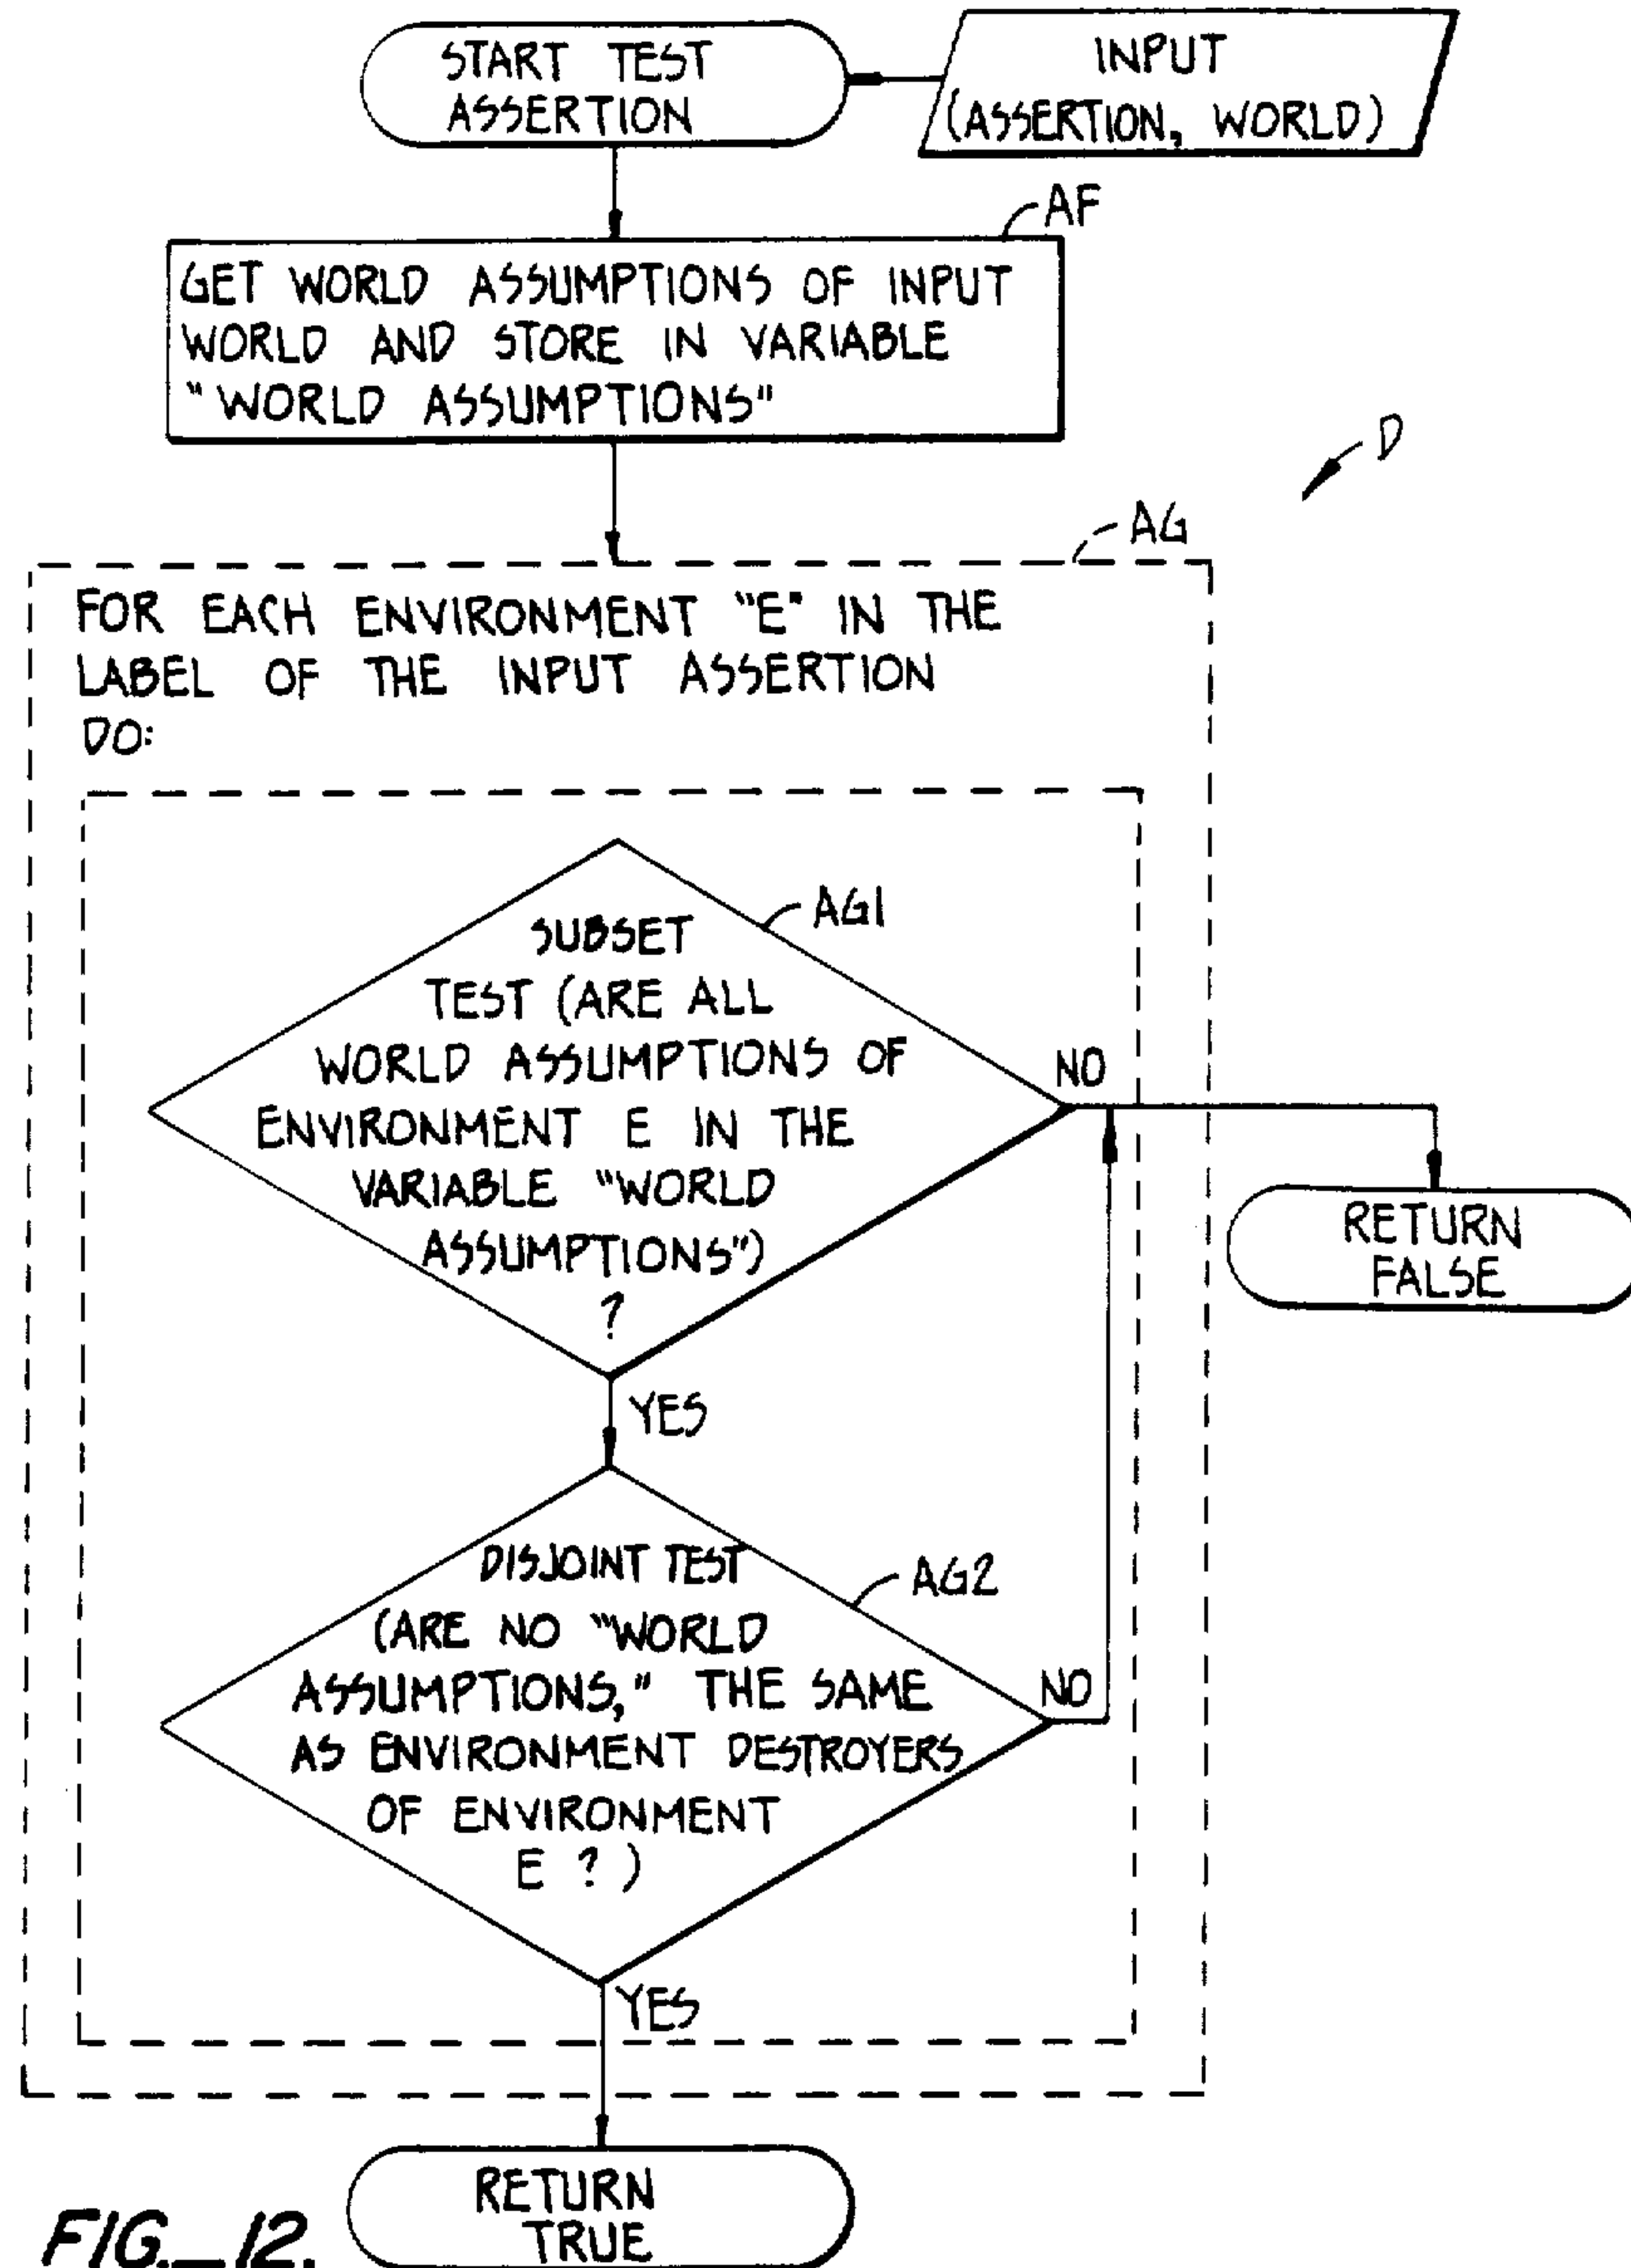 START TEST
ASSERTION
INPUT
(ASSERTION, WORLD)
AF
GET WORLD ASSUMPTIONS OF INPUT
WORLD AND STORE IN VARIABLE
"WORLD ASSUMPTIONS"
D
AG
FOR EACH ENVIRONMENT "E" IN THE
LABEL OF THE INPUT ASSERTION
DO:
AG1
SUBSET
TEST (ARE ALL
WORLD ASSUMPTIONS OF
ENVIRONMENT E IN THE
VARIABLE "WORLD
ASSUMPTIONS")
?
NO
RETURN
FALSE
YES
AG2
DISJOINT TEST
(ARE NO "WORLD
ASSUMPTIONS," THE SAME
AS ENVIRONMENT DESTROYERS
OF ENVIRONMENT
E ? )
NO
YES
RETURN
TRUE
FIG._12.